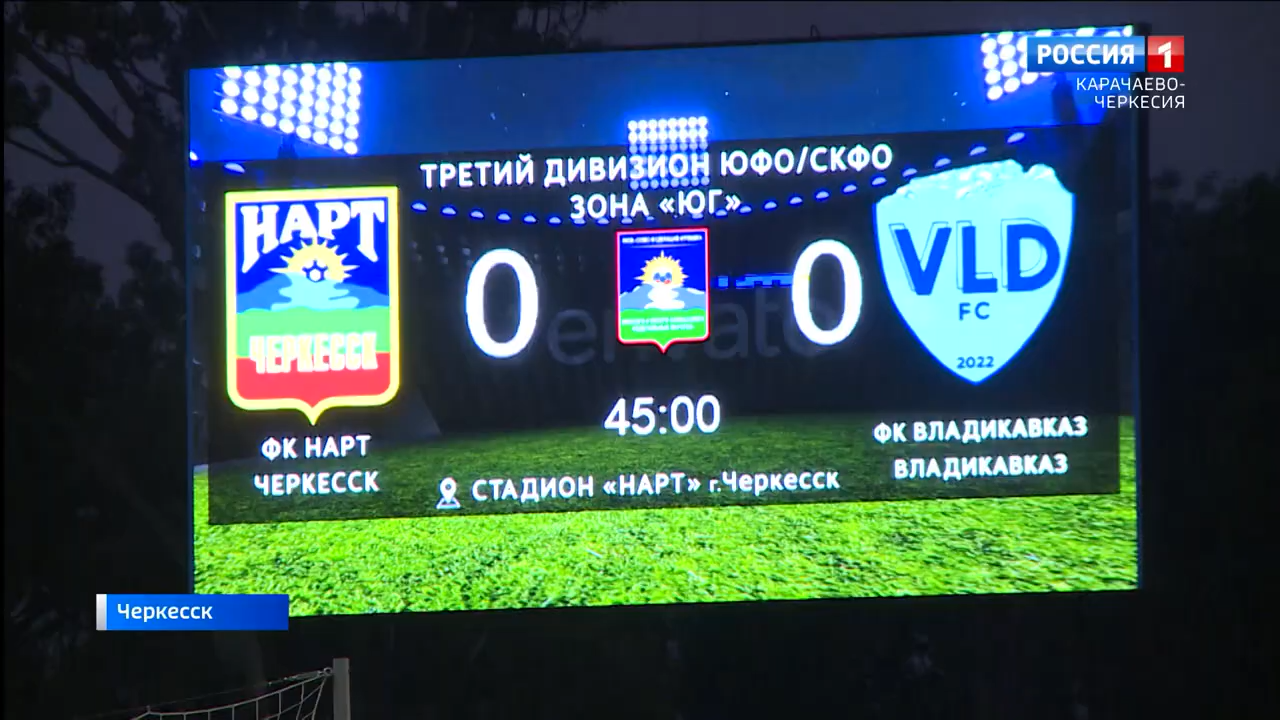 РОССИЯ 1
КАРАЧАЕВО-
ЧЕРКЕСИЯ
ТРЕТИЙ ДИВИЗИОН ЮФО/СКФО
ЗОНА «ЮГ»
НАРТ
ЧЕРКЕССК
0
0
VLD
FC
2022
envato
45:00
ФК НАРТ
ЧЕРКЕССК
ФК ВЛАДИКАВКАЗ
ВЛАДИКАВКАЗ
СТАДИОН «НАРТ» г.Черкесск
Черкесск